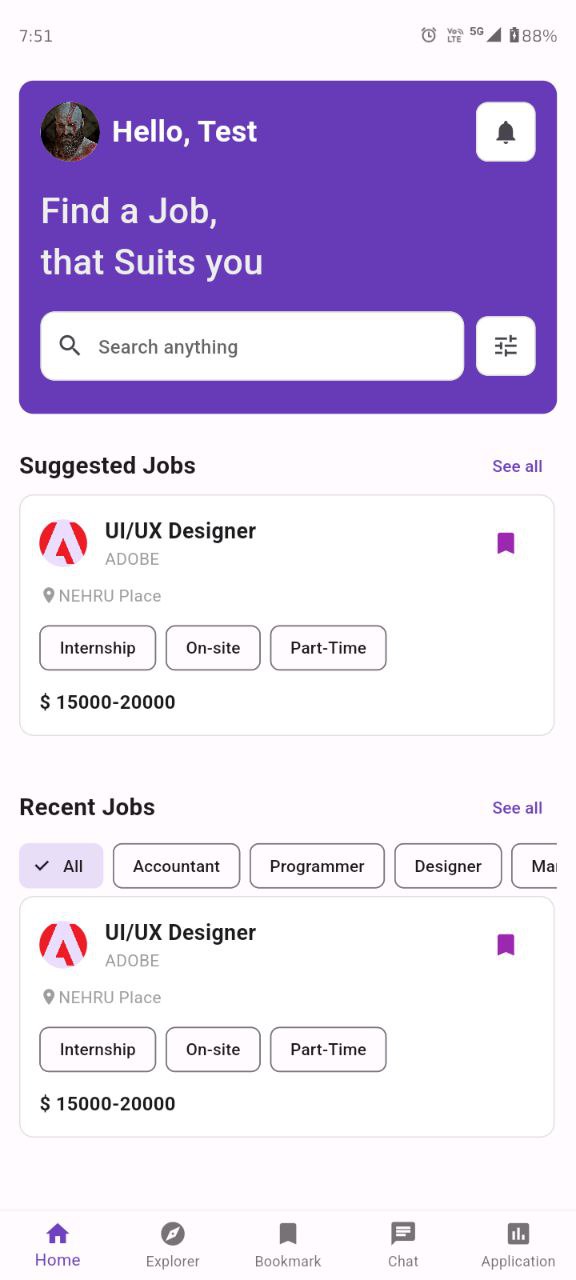 7:51
Vo
LTE
5G
88%
Hello, Test
Find a Job,
that Suits you
Search anything
Suggested Jobs
See all
UI/UX Designer
ADOBE
NEHRU Place
Internship
On-site
Part-Time
$ 15000-20000
Recent Jobs
See all
All
Accountant
Programmer
Designer
Mar
UI/UX Designer
ADOBE
NEHRU Place
Internship
On-site
Part-Time
$ 15000-20000
Home
Explorer
Bookmark
Chat
Application